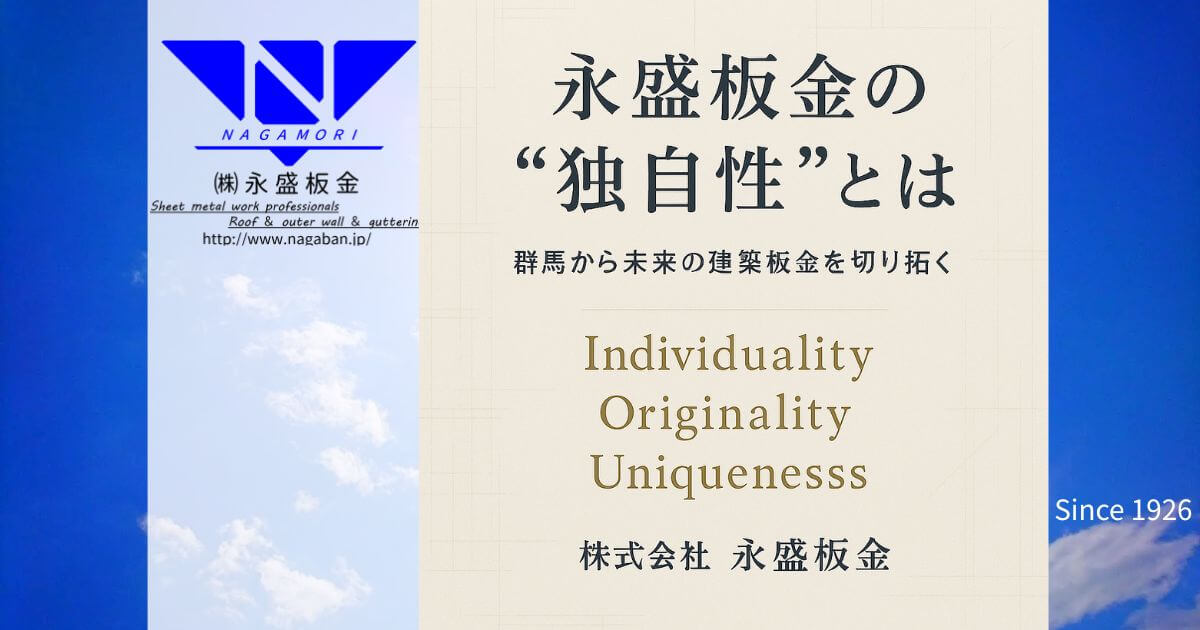 NAGAMORI
㈱永盛板金
Sheet metal work professionals
Roof & outer wall & gutterin
http://www.nagaban.jp/
永盛板金の
“独自性”とは
群馬から未来の建築板金を切り拓く
Individuality
Originality
Uniquenesss
株式会社 永盛板金
Since 1926